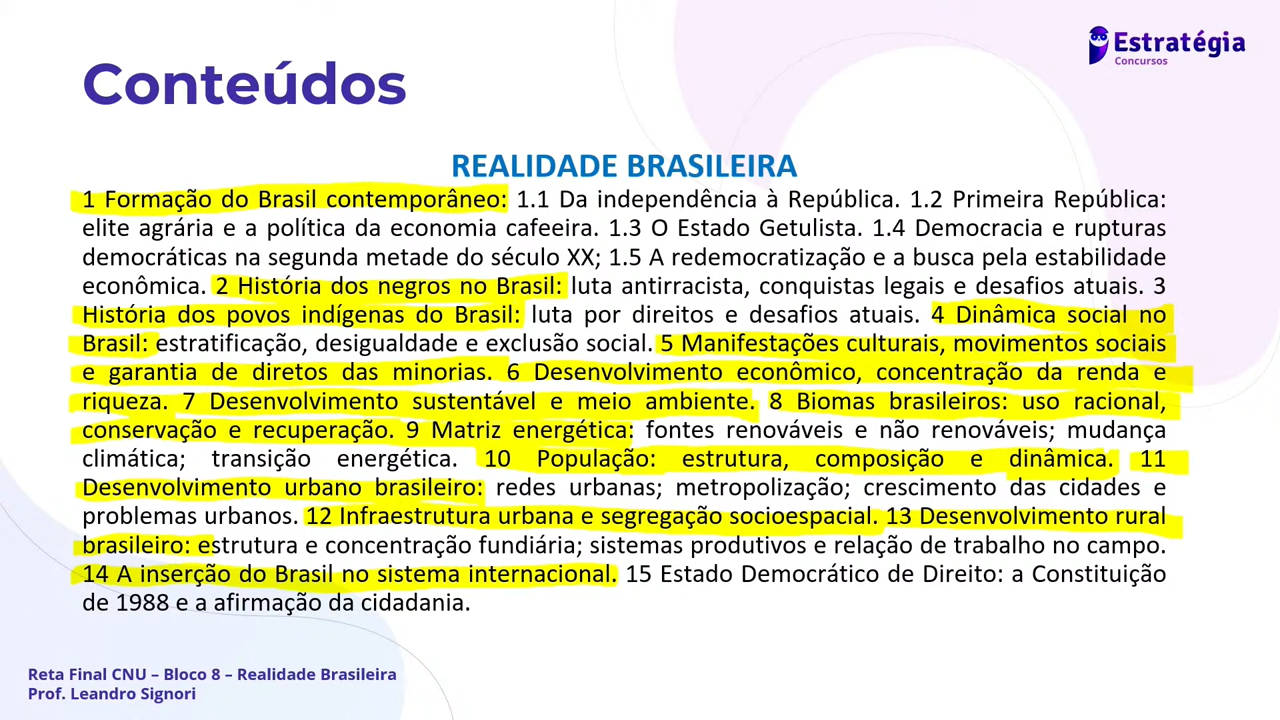 Estratégia
Concursos
Conteúdos
REALIDADE BRASILEIRA
1 Formação do Brasil contemporâneo: 1.1 Da independência à República. 1.2 Primeira República:
elite agrária e a política da economia cafeeira. 1.3 O Estado Getulista. 1.4 Democracia e rupturas
democráticas na segunda metade do século XX; 1.5 A redemocratização e a busca pela estabilidade
econômica. 2 História dos negros no Brasil: luta antirracista, conquistas legais e desafios atuais. 3
História dos povos indígenas do Brasil: luta por direitos e desafios atuais. 4 Dinâmica social no
Brasil: estratificação, desigualdade e exclusão social. 5 Manifestações culturais, movimentos sociais
e garantia de diretos das minorias. 6 Desenvolvimento econômico, concentração da renda e
riqueza. 7 Desenvolvimento sustentável e meio ambiente. 8 Biomas brasileiros: uso racional,
conservação e recuperação. 9 Matriz energética: fontes renováveis e não renováveis; mudança
climática; transição energética. 10 População: estrutura, composição e dinâmica. 11
Desenvolvimento urbano brasileiro: redes urbanas; metropolização; crescimento das cidades e
problemas urbanos. 12 Infraestrutura urbana e segregação socioespacial. 13 Desenvolvimento rural
brasileiro: estrutura e concentração fundiária; sistemas produtivos e relação de trabalho no campo.
14 A inserção do Brasil no sistema internacional. 15 Estado Democrático de Direito: a Constituição
de 1988 e a afirmação da cidadania.
Reta Final CNU – Bloco 8 – Realidade Brasileira
Prof. Leandro Signori